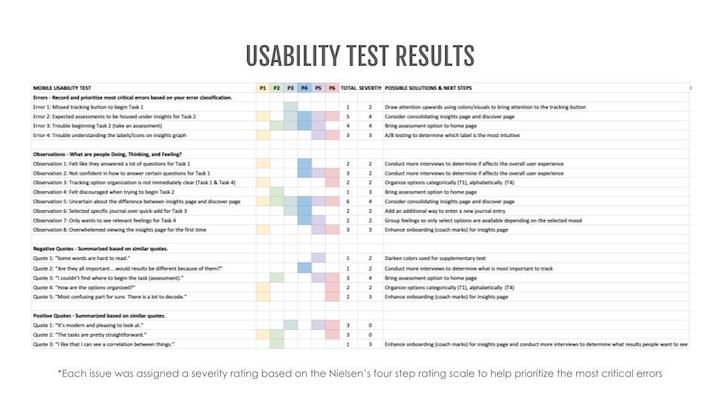 USABILITY TEST RESULTS
MOBILE USABILITY TEST P1 P2 P3 P4 P5 P6 TOTAL SEVERTIY POSSIBLE SOLUTIONS & NEXT STEPS
Errors - Record and prioritize most critical errors based on your error classification.
Error 1: Missed tracking button to begin Task 1 1 2 Draw attention upwards using colors/visuals to bring attention to the tracking button
Error 2: Expected assessments to be housed under insights for Task 2 5 4 Consider consolidating insights page and discover page
Error 3: Trouble beginning Task 2 (take an assessment) 4 4 Bring assessment option to home page
Error 4: Trouble understanding the labels/icons on insights graph 3 3 A/B testing to determine which label is the most intuitive
Observations - What are people Doing, Thinking, and Feeling?
Observation 1: Felt like they answered a lot of questions for Task 1 2 2 Conduct more interviews to determine if affects the overall user experience
Observation 2: Not confident in how to answer certain questions for Task 1 3 2 Conduct more interviews to determine if affects the overall user experience
Observation 3: Tracking option organization is not immediately clear (Task 1 & Task 4) 2 2 Organize options categorically (T1), alphabetically (T4)
Observation 4: Felt discouraged when trying to begin Task 2 1 3 Bring assessment option to home page
Observation 5: Uncertain about the difference between insights page and discover page 6 4 Consider consolidating insights page and discover page
Observation 6: Selected specific journal over quick-add for Task 3 2 2 Add an additional way to enter a new journal entry
Observation 7: Only wants to see relevant feelings for Task 4 2 2 Group feelings so only select options are available depending on the selected mood
Observation 8: Overwhelemed viewing the insights page for the first time 3 3 Enhance onboarding (coach marks) for insights page
Negative Quotes - Summarized based on similar quotes.
Quote 1: "Some words are hard to read." 1 2 Darken colors used for supplementary text
Quote 2: "Are they all important...would results be different because of them?" 1 2 Conduct more interviews to determine what is most important to track
Quote 3: "I couldn't find where to begin the task (assessment)." 3 4 Bring assessment option to home page
Quote 4: "How are the options organized?" 2 2 Organize options categorically (T1), alphabetically (T4)
Quote 5: "Most confusing part for sure. There is a lot to decode." 2 3 Enhance onboarding (coach marks) for insights page
Positive Quotes - Summarized based on similar quotes.
Quote 1: "It's modern and pleasing to look at." 3 0
Quote 2: "The tasks are pretty straightforward." 3 0
Quote 3: "I like that I can see a correlation between things." 1 3 Enhance onboarding (coach marks) for insights page and conduct more interviews to determine what results people want to see
*Each issue was assigned a severity rating based on the Nielsen's four step rating scale to help prioritize the most critical errors